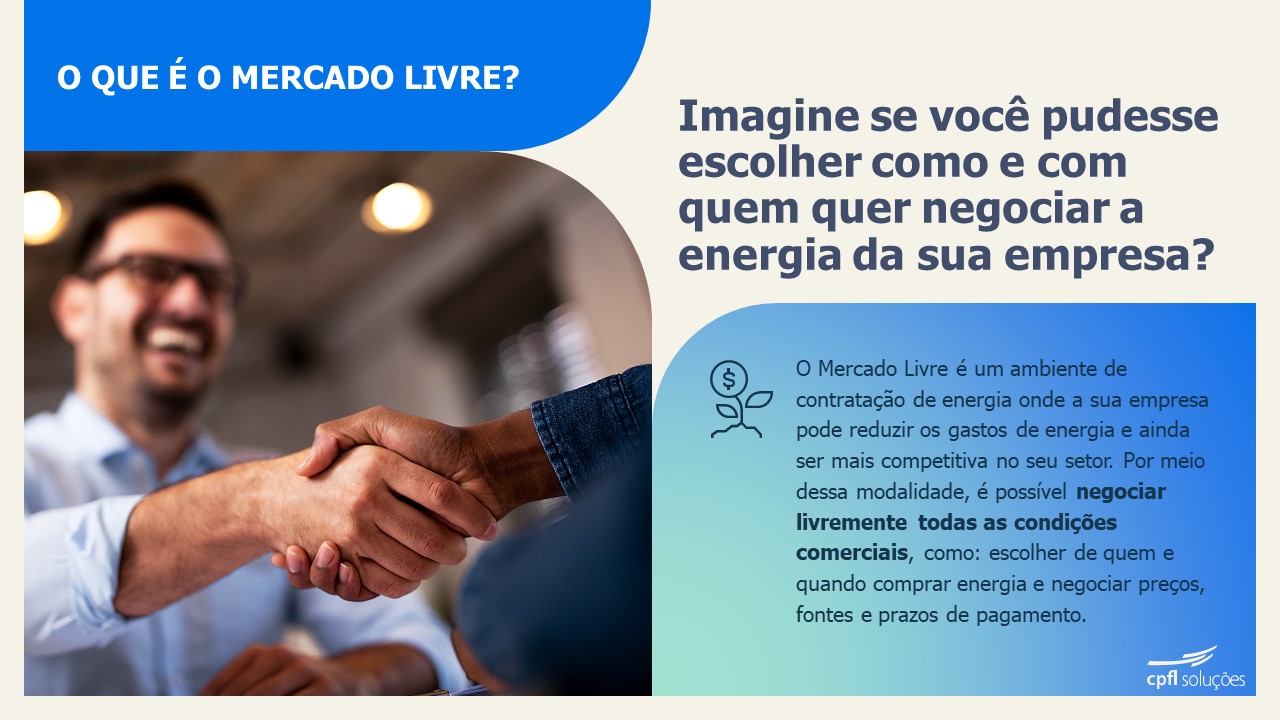 O QUE É O MERCADO LIVRE?
Imagine se você pudesse
escolher como e com
quem quer negociar a
energia da sua empresa?
$
O Mercado Livre é um ambiente de
contratação de energia onde a sua empresa
pode reduzir os gastos de energia e ainda
ser mais competitiva no seu setor. Por meio
dessa modalidade, é possível negociar
livremente todas as condições
comerciais, como: escolher de quem e
quando comprar energia e negociar preços,
fontes e prazos de pagamento.
cpfl soluções